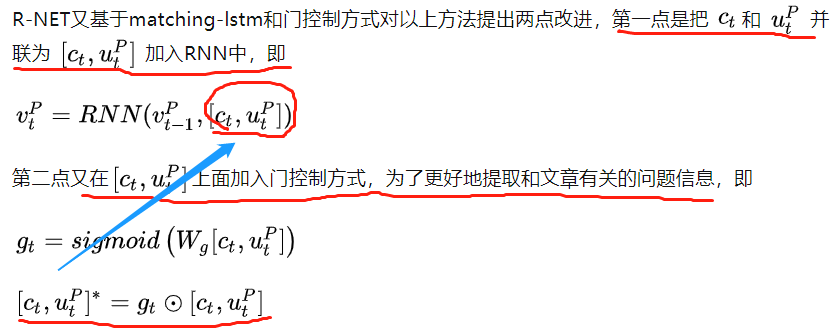 R-NET又基于matching-lstm和门控制方式对以上方法提出两点改进，第一点是把 c_t 和 u_t^P 并
联为 [c_t, u_t^P] 加入RNN中，即
v_t^P = RNN(v_{t-1}^P, [c_t, u_t^P])
第二点又在[c_t, u_t^P]上面加入门控制方式，为了更好地提取和文章有关的问题信息，即
g_t = sigmoid(W_g[c_t, u_t^P])
[c_t, u_t^P]^* = g_t ⊙ [c_t, u_t^P]